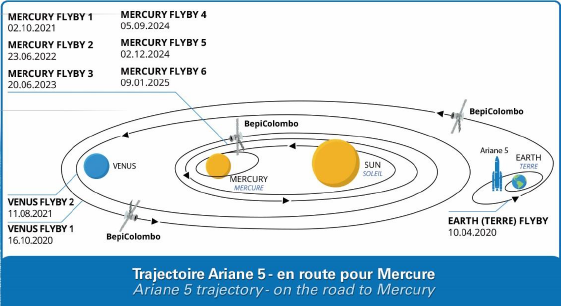 MERCURY FLYBY 1
02.10.2021
MERCURY FLYBY 2
23.06.2022
MERCURY FLYBY 3
20.06.2023
MERCURY FLYBY 4
05.09.2024
MERCURY FLYBY 5
02.12.2024
MERCURY FLYBY 6
09.01.2025
BepiColombo
BepiColombo
Ariane 5
EARTH
TERRE
VENUS
SUN
SOLEIL
MERCURY
MERCURE
VENUS FLYBY 2
11.08.2021
VENUS FLYBY 1
16.10.2020
BepiColombo
EARTH (TERRE) FLYBY
10.04.2020
Trajectoire Ariane 5 - en route pour Mercure
Ariane 5 trajectory - on the road to Mercury